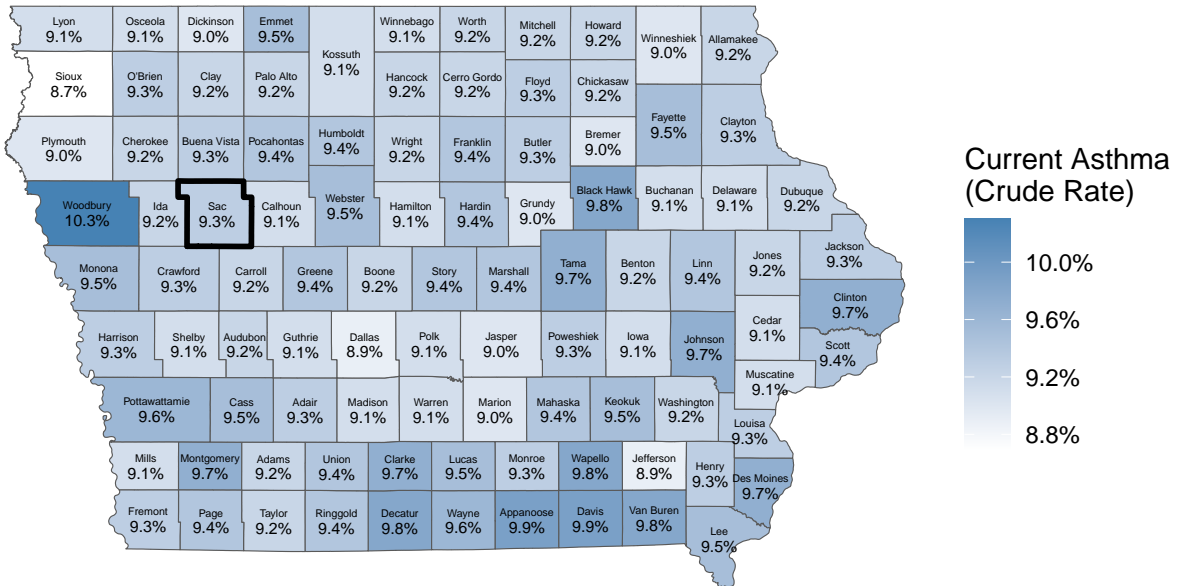 Lyon
9.1%
Osceola
9.1%
Dickinson
9.0%
Emmet
9.5%
Kossuth
9.1%
Winnebago
9.1%
Worth
9.2%
Mitchell
9.2%
Howard
9.2%
Winneshiek
9.0%
Allamakee
9.2%
Sioux
8.7%
O'Brien
9.3%
Clay
9.2%
Palo Alto
9.2%
Hancock
9.2%
Cerro Gordo
9.2%
Floyd
9.3%
Chickasaw
9.2%
Fayette
9.5%
Clayton
9.3%
Plymouth
9.0%
Cherokee
9.2%
Buena Vista
9.3%
Pocahontas
9.4%
Humboldt
9.4%
Wright
9.2%
Franklin
9.4%
Butler
9.3%
Bremer
9.0%
Woodbury
10.3%
Ida
9.2%
Sac
9.3%
Calhoun
9.1%
Webster
9.5%
Hamilton
9.1%
Hardin
9.4%
Grundy
9.0%
Black Hawk
9.8%
Buchanan
9.1%
Delaware
9.1%
Dubuque
9.2%
Monona
9.5%
Crawford
9.3%
Carroll
9.2%
Greene
9.4%
Boone
9.2%
Story
9.4%
Marshall
9.4%
Tama
9.7%
Benton
9.2%
Linn
9.4%
Jones
9.2%
Jackson
9.3%
Clinton
9.7%
Harrison
9.3%
Shelby
9.1%
Audubon
9.2%
Guthrie
9.1%
Dallas
8.9%
Polk
9.1%
Jasper
9.0%
Poweshiek
9.3%
Iowa
9.1%
Johnson
9.7%
Cedar
9.1%
Scott
9.4%
Muscatine
9.1%
Pottawattamie
9.6%
Cass
9.5%
Adair
9.3%
Madison
9.1%
Warren
9.1%
Marion
9.0%
Mahaska
9.4%
Keokuk
9.5%
Washington
9.2%
Louisa
9.3%
Mills
9.1%
Montgomery
9.7%
Adams
9.2%
Union
9.4%
Clarke
9.7%
Lucas
9.5%
Monroe
9.3%
Wapello
9.8%
Jefferson
8.9%
Henry
9.3%
Des Moines
9.7%
Fremont
9.3%
Page
9.4%
Taylor
9.2%
Ringgold
9.4%
Decatur
9.8%
Wayne
9.6%
Appanoose
9.9%
Davis
9.9%
Van Buren
9.8%
Lee
9.5%
Current Asthma
(Crude Rate)
10.0%
9.6%
9.2%
8.8%